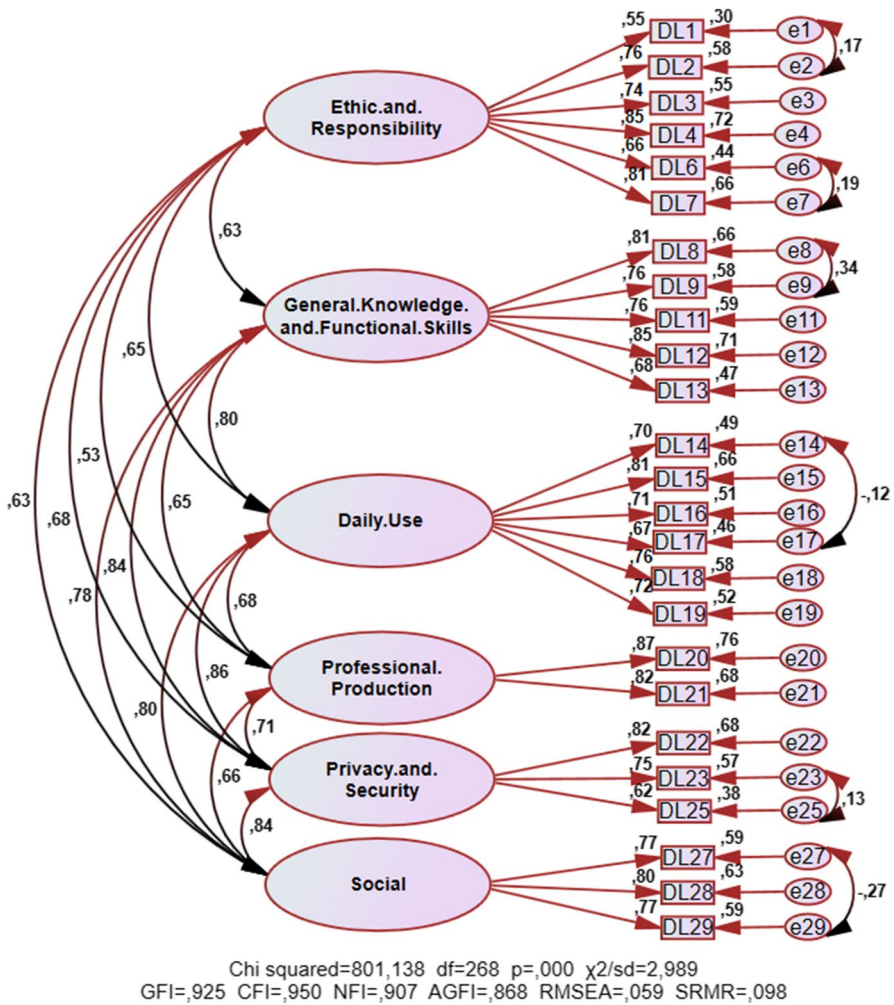 ,55 DL1 ,30 e1
,17
,76 DL2 ,58 e2
,74 DL3 ,55 e3
Ethic.and.
Responsibility
,85 DL4 ,72 e4
,66 DL6 ,44 e6
,19
,81 DL7 ,66 e7
,63
,81 DL8 ,66 e8
,34
,76 DL9 ,58 e9
General.Knowledge.
and.Functional.Skills
,76 DL11 ,59 e11
,85 DL12 ,71 e12
,68 DL13 ,47 e13
,65
,80
,70 DL14 ,49 e14
,81 DL15 ,66 e15
-,12
,53
,63
,68
,65
,84
,78
Daily.Use
,71 DL16 ,51 e16
,67 DL17 ,46 e17
,76 DL18 ,58 e18
,72 DL19 ,52 e19
,68
,86
,80
Professional.
Production
,87 DL20 ,76 e20
,82 DL21 ,68 e21
,71
,66
Privacy.and.
Security
,82 DL22 ,68 e22
,75 DL23 ,57 e23
,13
,62 DL25 ,38 e25
,84
Social
,77 DL27 ,59 e27
,80 DL28 ,63 e28
-,27
,77 DL29 ,59 e29
Chi squared=801,138 df=268 p=,000 χ2/sd=2,989
GFI=,925 CFI=,950 NFI=,907 AGFI=,868 RMSEA=,059 SRMR=,098